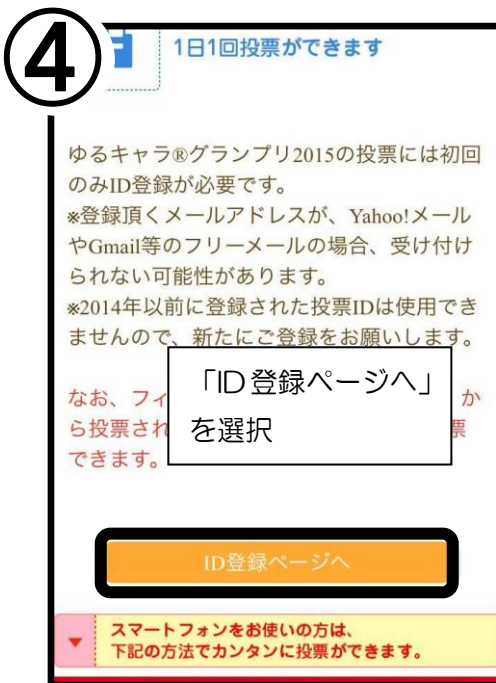 ④
1日1回投票ができます
ゆるキャラ®グランプリ2015の投票には初回
のみID登録が必要です。
※登録頂くメールアドレスが、Yahoo!メール
やGmail等のフリーメールの場合、受け付け
られない可能性があります。
※2014年以前に登録された投票IDは使用でき
ませんので、新たにご登録をお願いします。
なお、フィ か
ら投票され 票
できます。
「ID登録ページへ」
を選択
ID登録ページへ
スマートフォンをお使いの方は、
下記の方法でカンタンに投票ができます。